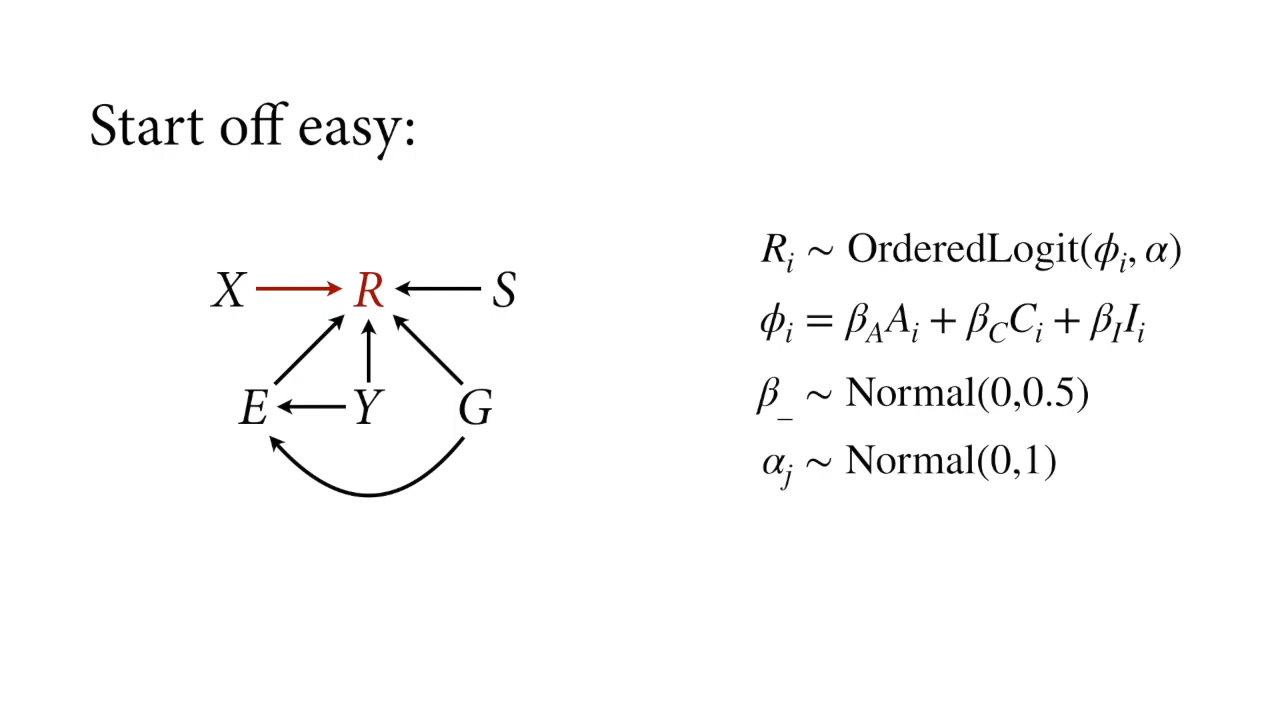 Start off easy:
X R S
E Y G
R_i ~ OrderedLogit(ϕ_i, α)
ϕ_i = β_A A_i + β_C C_i + β_I I_i
β_ ~ Normal(0,0.5)
α_j ~ Normal(0,1)